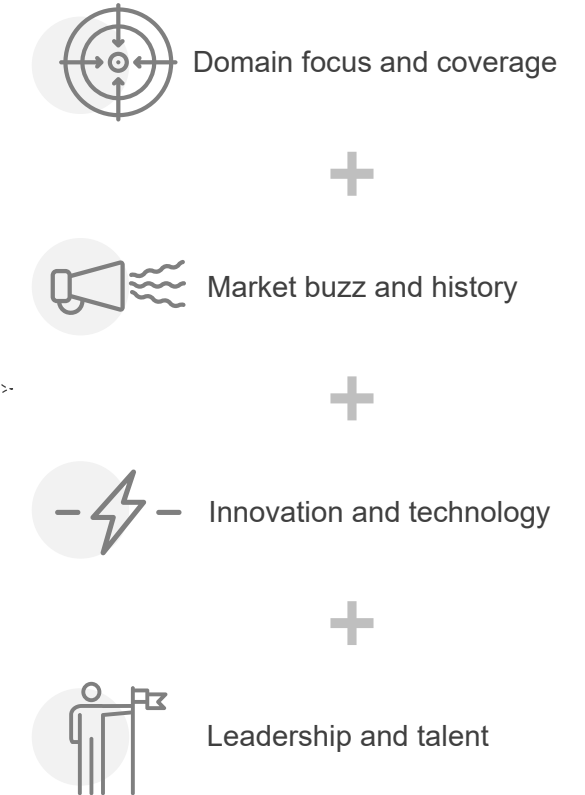 Domain focus and coverage
+
Market buzz and history
+
Innovation and technology
+
Leadership and talent